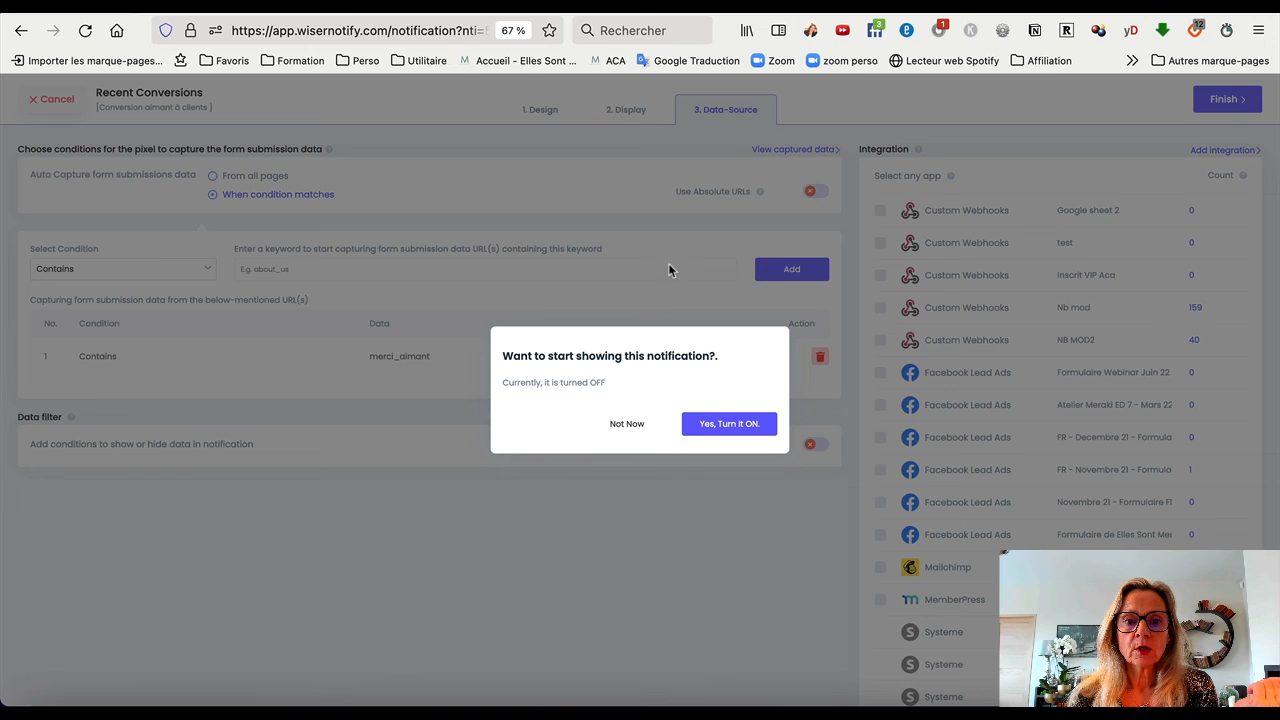 https://app.wisernotify.com/notification?nti=
67 %
Rechercher
3
1
12
yD
Importer les marque-pages...
Favoris
Formation
Perso
Utilitaire
M Accueil - Elles Sont ...
M ACA
Google Traduction
Zoom
zoom perso
Lecteur web Spotify
Affiliation
Autres marque-pages
Cancel
Recent Conversions
[Conversion aimant à clients ]
1. Design
2. Display
3. Data-Source
Finish
Choose conditions for the pixel to capture the form submission data
View captured data
Auto Capture form submissions data
From all pages
When condition matches
Use Absolute URLs
Select Condition
Enter a keyword to start capturing form submission data URL(s) containing this keyword
Contains
E.g. about_us
Add
Capturing form submission data from the below-mentioned URL(s)
No. Condition Data Action
1 Contains merci_aimant
Data filter
Add conditions to show or hide data in notification
Want to start showing this notification?.
Currently, it is turned OFF
Not Now
Yes, Turn it ON.
Integration
Add integration
Select any app
Count
Custom Webhooks Google sheet 2 0
Custom Webhooks test 0
Custom Webhooks Inscrit VIP Aca 0
Custom Webhooks Nb mod 159
Custom Webhooks NB MOD2 40
Facebook Lead Ads Formulaire Webinar Juin 22 0
Facebook Lead Ads Atelier Meraki ED 7 - Mars 22 0
Facebook Lead Ads FR - Decembre 21 - Formula 0
Facebook Lead Ads FR - Novembre 21 - Formula 1
Facebook Lead Ads Novembre 21 - Formulaire Fl 0
Facebook Lead Ads Formulaire de Elles Sont Mer 0
Mailchimp
MemberPress
S Systeme
S Systeme
S Systeme